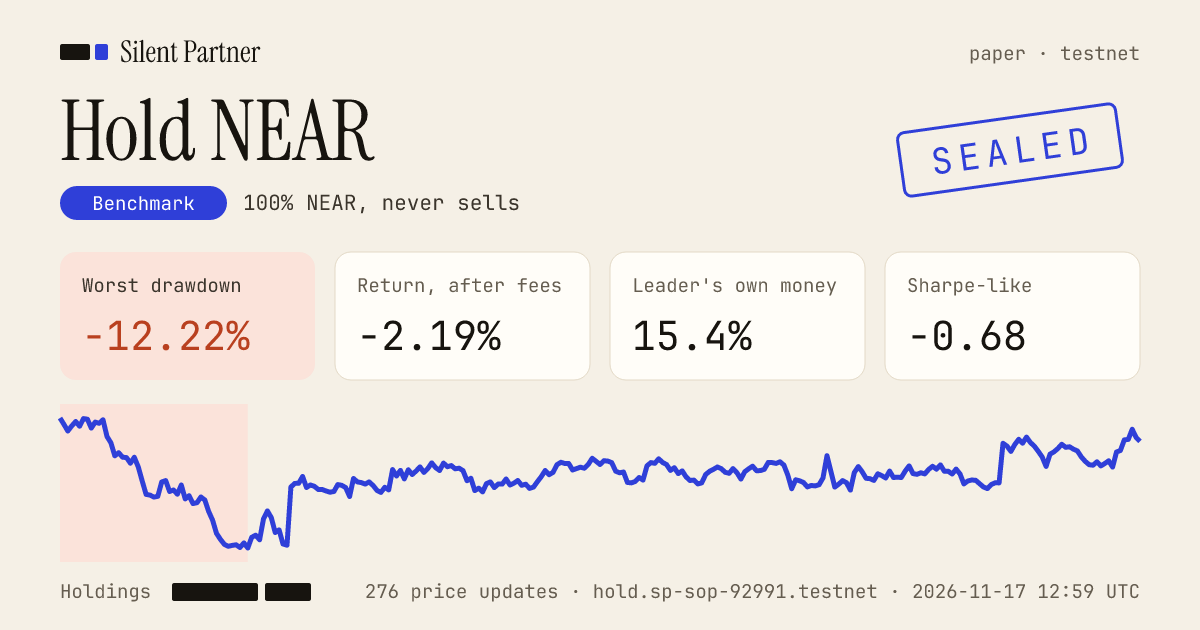 Silent Partner
paper · testnet
Hold NEAR
SEALED
Benchmark
100% NEAR, never sells
Worst drawdown
-12.22%
Return, after fees
-2.19%
Leader's own money
15.4%
Sharpe-like
-0.68
Holdings
276 price updates · hold.sp-sop-92991.testnet · 2026-11-17 12:59 UTC